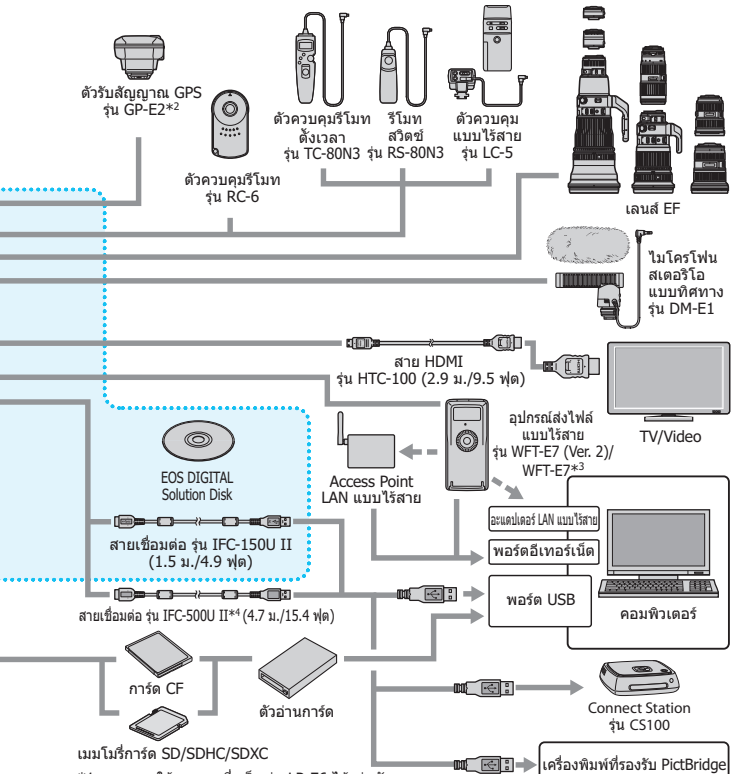 ตัวรับสัญญาณ GPS
รุ่น GP-E2*2
ตัวควบคุมรีโมท
รุ่น RC-6
ตัวควบคุมรีโมท
ตั้งเวลา
รุ่น TC-80N3
รีโมท
สวิตช์
รุ่น RS-80N3
ตัวควบคุม
แบบไร้สาย
รุ่น LC-5
เลนส์ EF
ไมโครโฟน
สเตอริโอ
แบบทิศทาง
รุ่น DM-E1
สาย HDMI
รุ่น HTC-100 (2.9 ม./9.5 ฟุต)
TV/Video
EOS DIGITAL
Solution Disk
Access Point
LAN แบบไร้สาย
อุปกรณ์ส่งไฟล์
แบบไร้สาย
รุ่น WFT-E7 (Ver. 2)/
WFT-E7*3
อะแดปเตอร์ LAN แบบไร้สาย
พอร์ตอีเทอร์เน็ต
สายเชื่อมต่อ รุ่น IFC-150U II
(1.5 ม./4.9 ฟุต)
พอร์ต USB
คอมพิวเตอร์
สายเชื่อมต่อ รุ่น IFC-500U II*4 (4.7 ม./15.4 ฟุต)
การ์ด CF
ตัวอ่านการ์ด
Connect Station
รุ่น CS100
เมมโมรี่การ์ด SD/SDHC/SDXC
เครื่องพิมพ์ที่รองรับ PictBridge